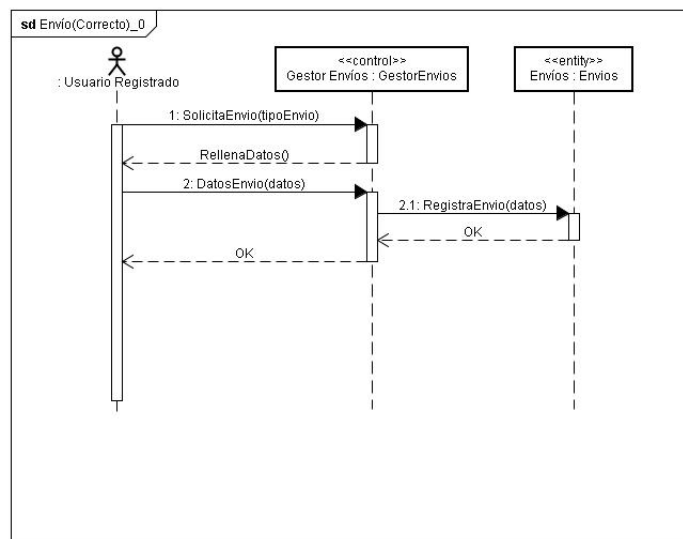 sd Envío(Correcto)_0
: Usuario Registrado
<<control>>
Gestor Envíos : GestorEnvios
<<entity>>
Envíos : Envios
1: SolicitaEnvio(tipoEnvio)
RellenaDatos()
2: DatosEnvio(datos)
2.1: RegistraEnvio(datos)
OK
OK